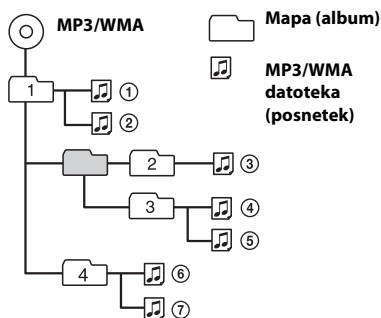 MP3/WMA
Mapa (album)
MP3/WMA
datoteka
(posnetek)
1
①
②
2
③
3
④
⑤
4
⑥
⑦